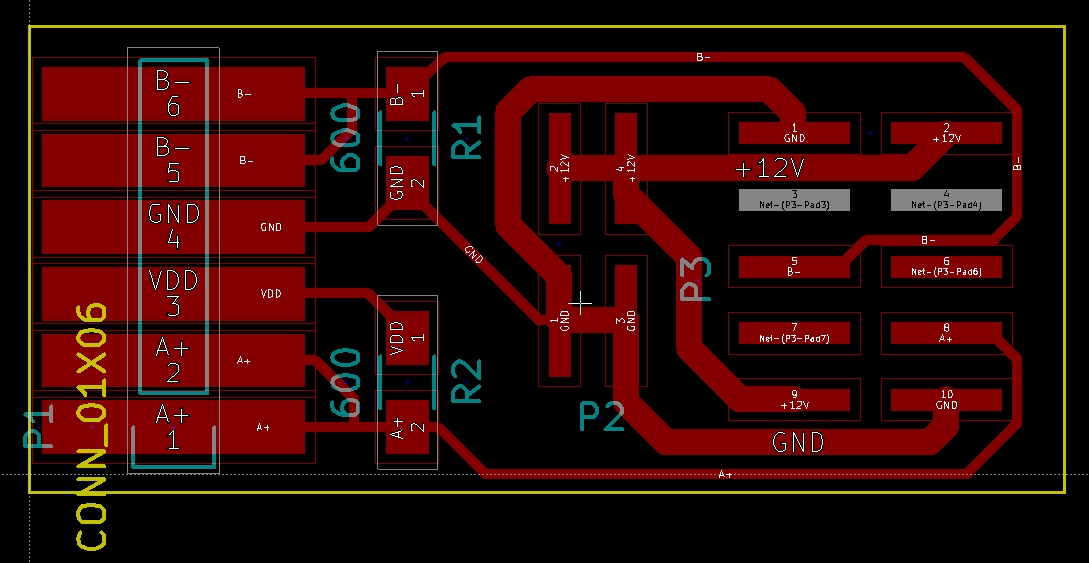 B-
6
B-
B-
5
B-
GND
4
GND
VDD
3
VDD
A+
2
A+
A+
1
A+
P1
CONN_01X06
B-
1
GND
2
600
R1
VDD
1
A+
2
600
R2
B-
GND
2
+12V
4
+12V
1
GND
3
GND
P2
P3
+12V
1
GND
2
+12V
3
Net-(P3-Pad3)
4
Net-(P3-Pad4)
B-
B-
5
B-
6
Net-(P3-Pad6)
7
Net-(P3-Pad7)
8
A+
9
+12V
10
GND
GND
A+